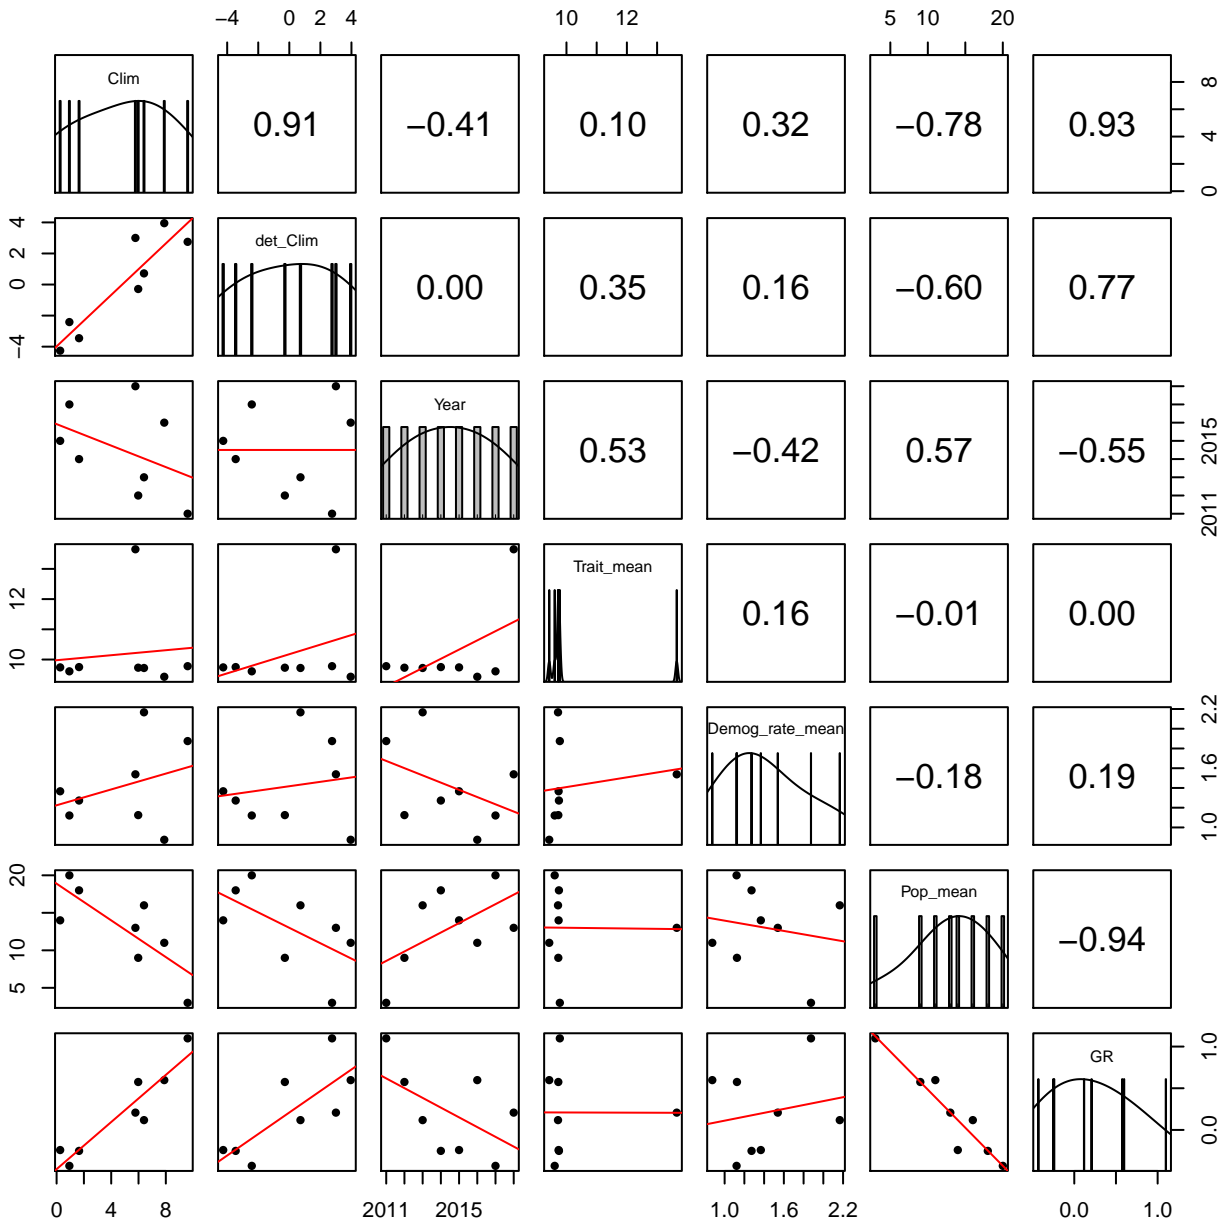 −4 0 2 4 10 12 5 10 20
Clim 0.91 −0.41 0.10 0.32 −0.78 0.93 0 4 8
−4 0 2 4 det_Clim 0.00 0.35 0.16 −0.60 0.77
Year 0.53 −0.42 0.57 −0.55 2011 2015
10 12 Trait_mean 0.16 −0.01 0.00
Demog_rate_mean −0.18 0.19 1.0 1.6 2.2
5 10 20 Pop_mean −0.94
GR 0.0 1.0
0 4 8 2011 2015 1.0 1.6 2.2 0.0 1.0